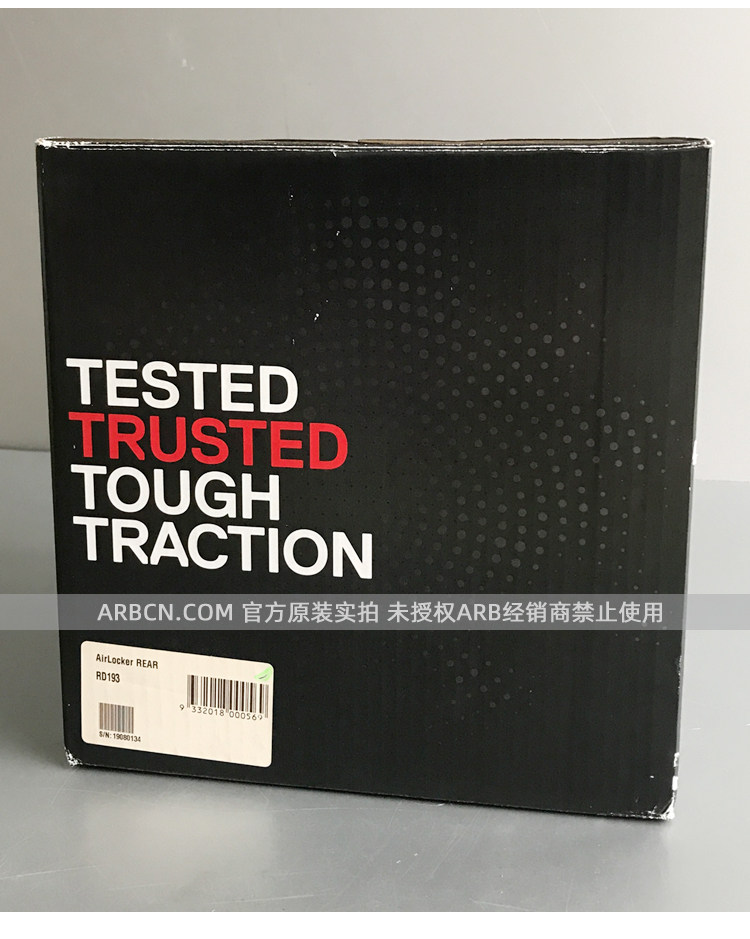 TESTED
TRUSTED
TOUGH
TRACTION
ARBCN.COM 官方原装实拍 未授权ARB经销商禁止使用
AirLocker REAR
RD193
9 332018 000569
S/N: 19080134